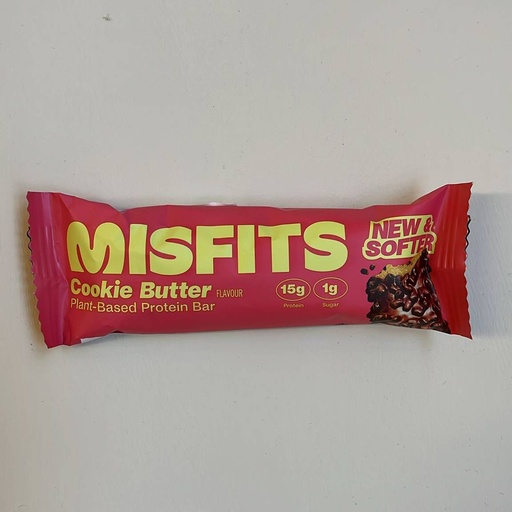 MISFITS
NEW &
SOFTER
Cookie Butter FLAVOUR
Plant-Based Protein Bar
15g
Protein
1g
Sugar